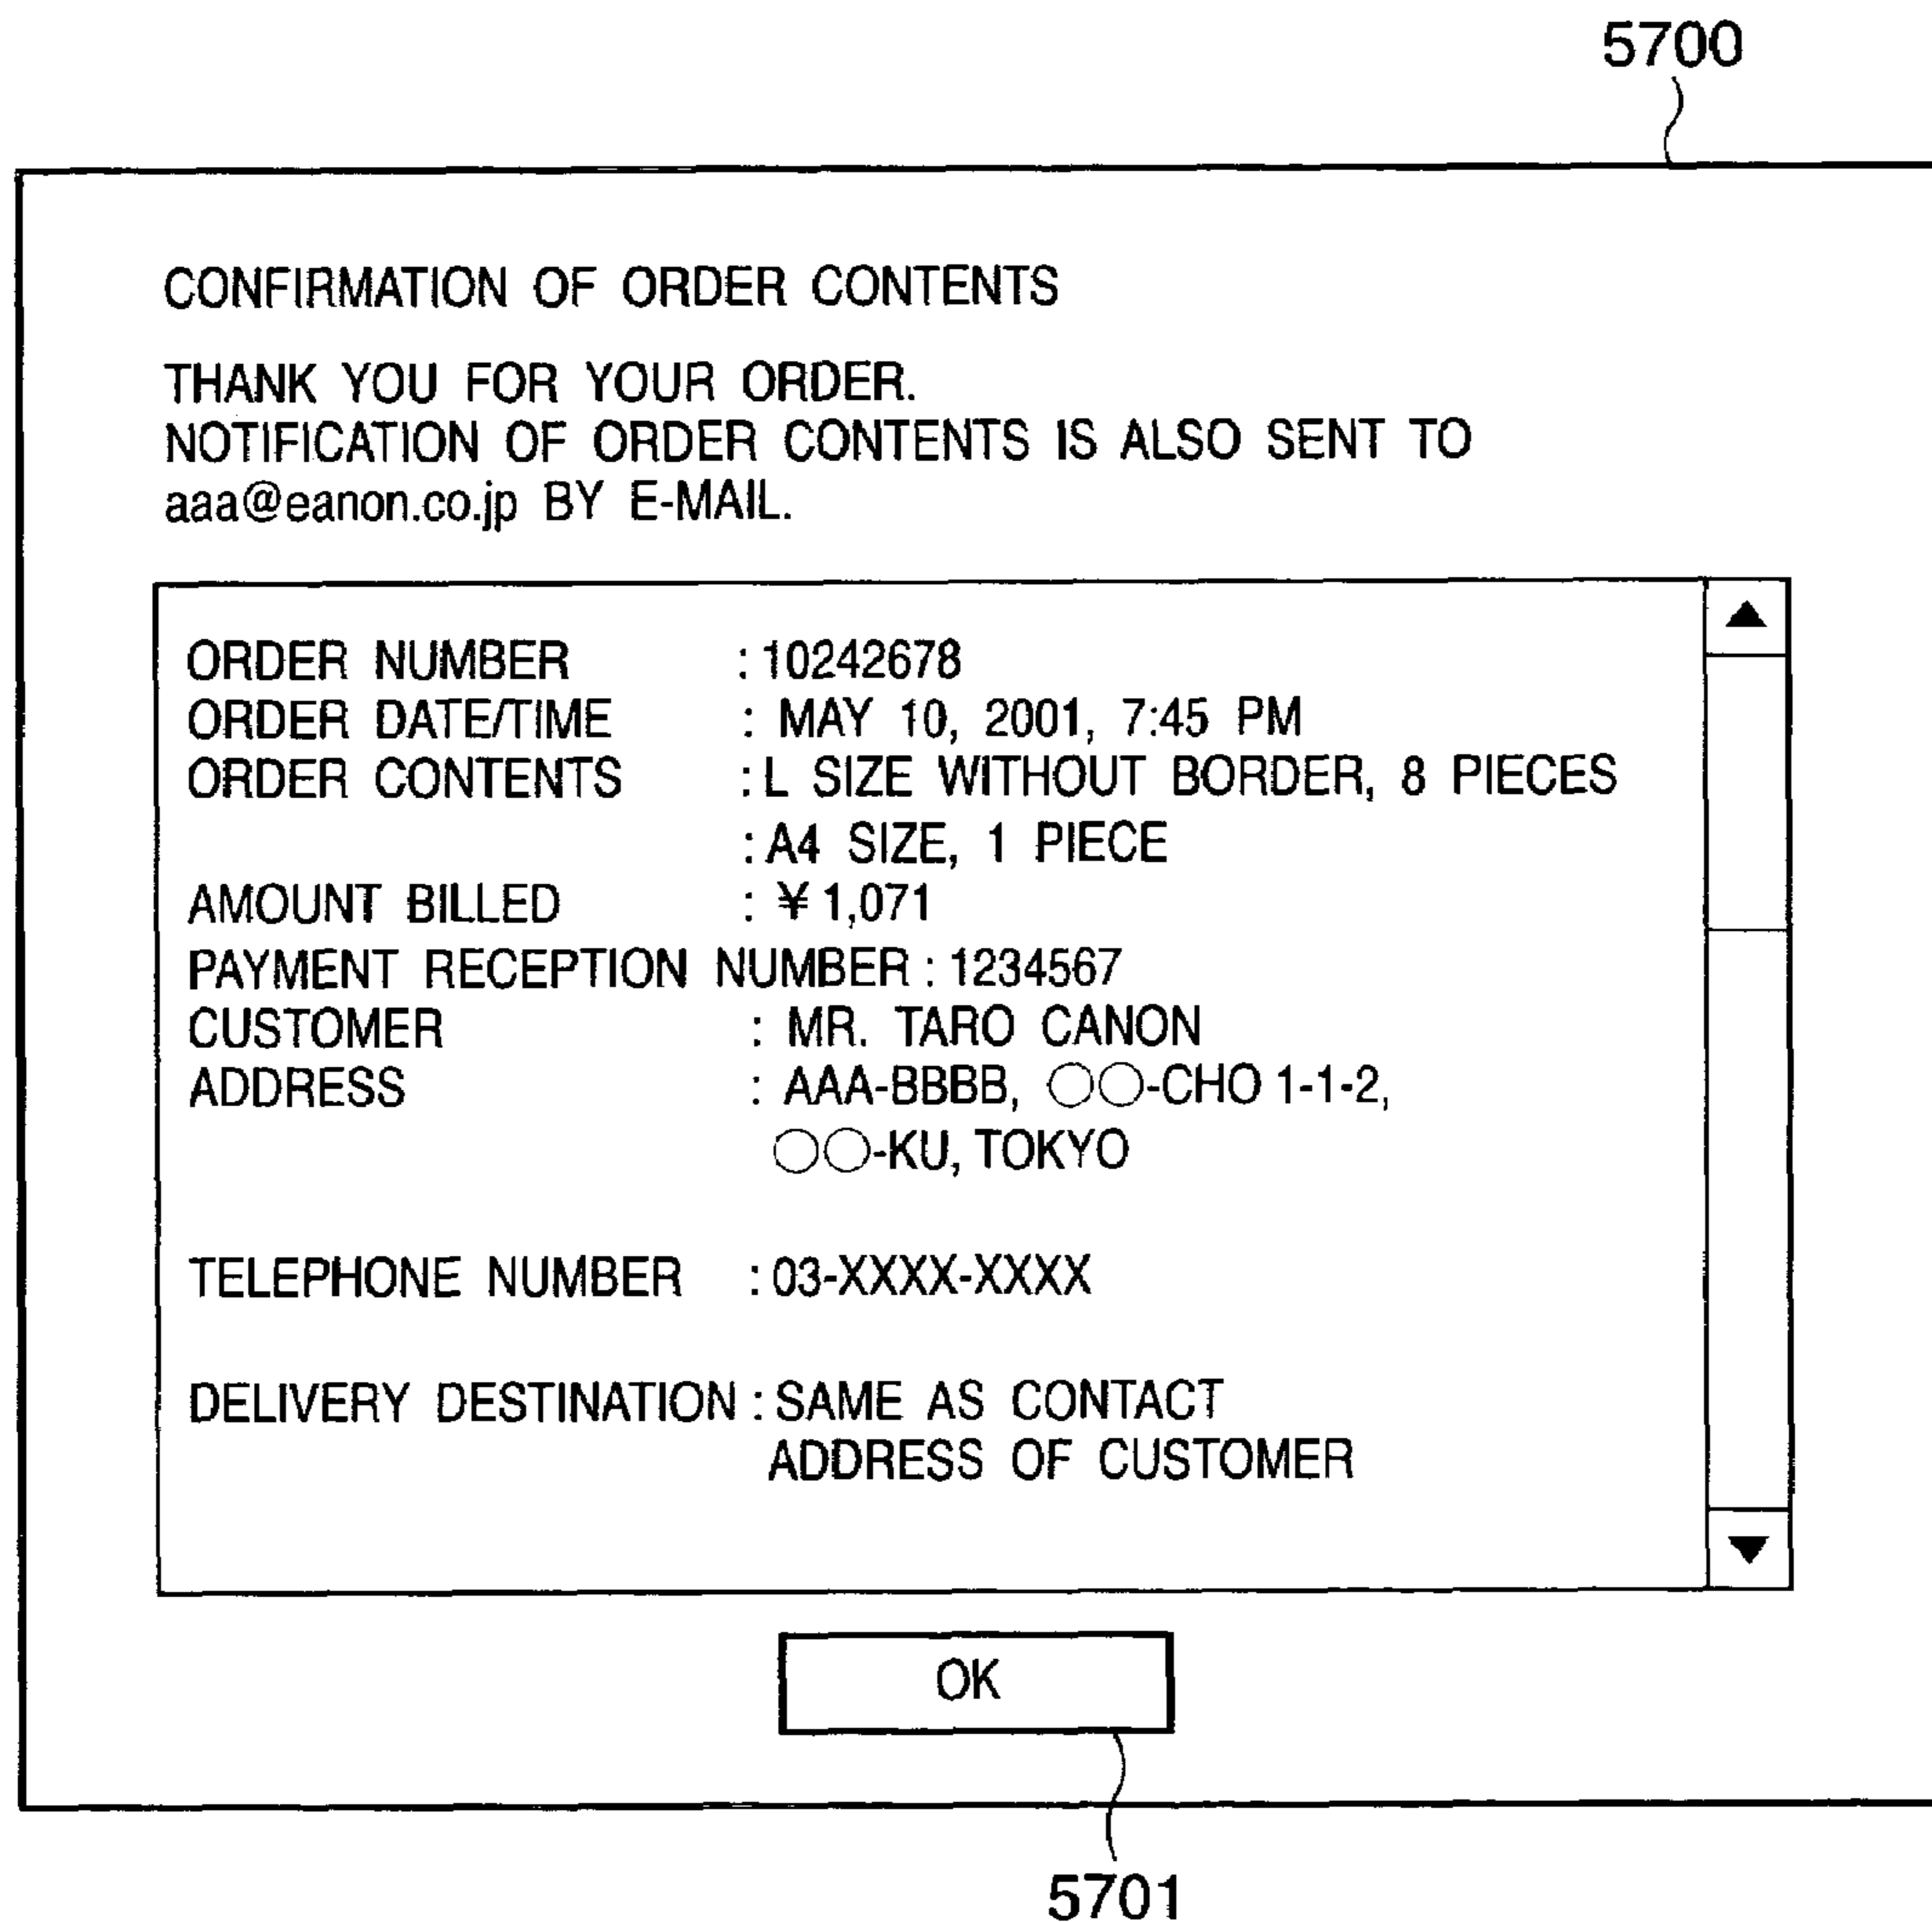 5700
CONFIRMATION OF ORDER CONTENTS
THANK YOU FOR YOUR ORDER.
NOTIFICATION OF ORDER CONTENTS IS ALSO SENT TO
aaa@eanon.co.jp BY E-MAIL.
ORDER NUMBER : 10242678
ORDER DATE/TIME : MAY 10, 2001, 7:45 PM
ORDER CONTENTS : L SIZE WITHOUT BORDER, 8 PIECES
: A4 SIZE, 1 PIECE
AMOUNT BILLED : ¥1,071
PAYMENT RECEPTION NUMBER : 1234567
CUSTOMER : MR. TARO CANON
ADDRESS : AAA-BBBB, ○○-CHO 1-1-2,
○○-KU, TOKYO
TELEPHONE NUMBER : 03-XXXX-XXXX
DELIVERY DESTINATION : SAME AS CONTACT
ADDRESS OF CUSTOMER
OK
5701